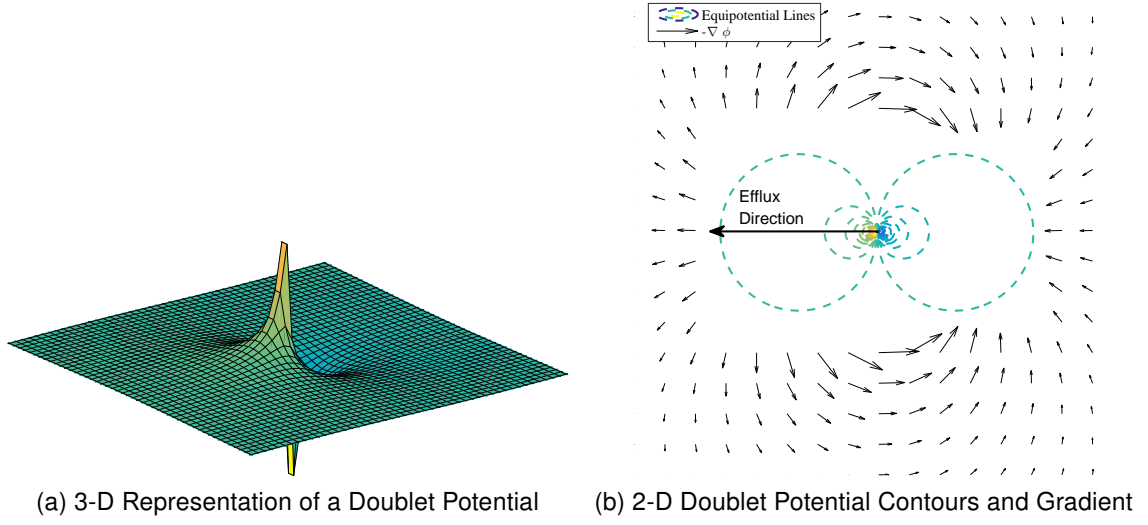 Equipotential Lines
-∇ ϕ
Efflux
Direction
(a) 3-D Representation of a Doublet Potential
(b) 2-D Doublet Potential Contours and Gradient